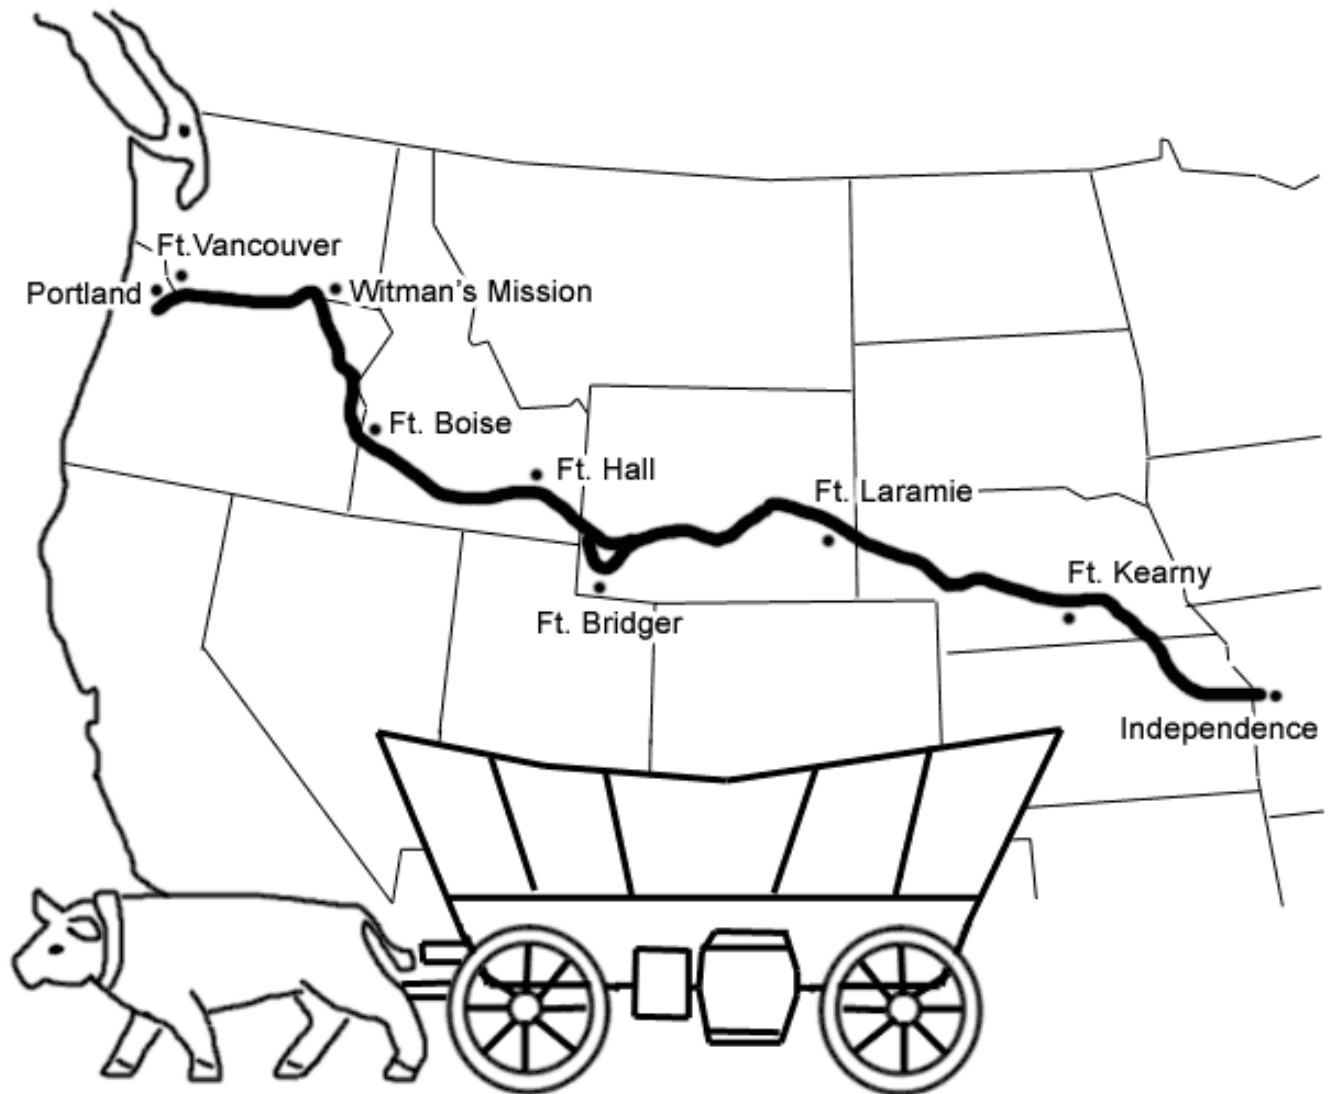 Ft.Vancouver
Portland
Witman's Mission
Ft. Boise
Ft. Hall
Ft. Laramie
Ft. Kearny
Ft. Bridger
Independence